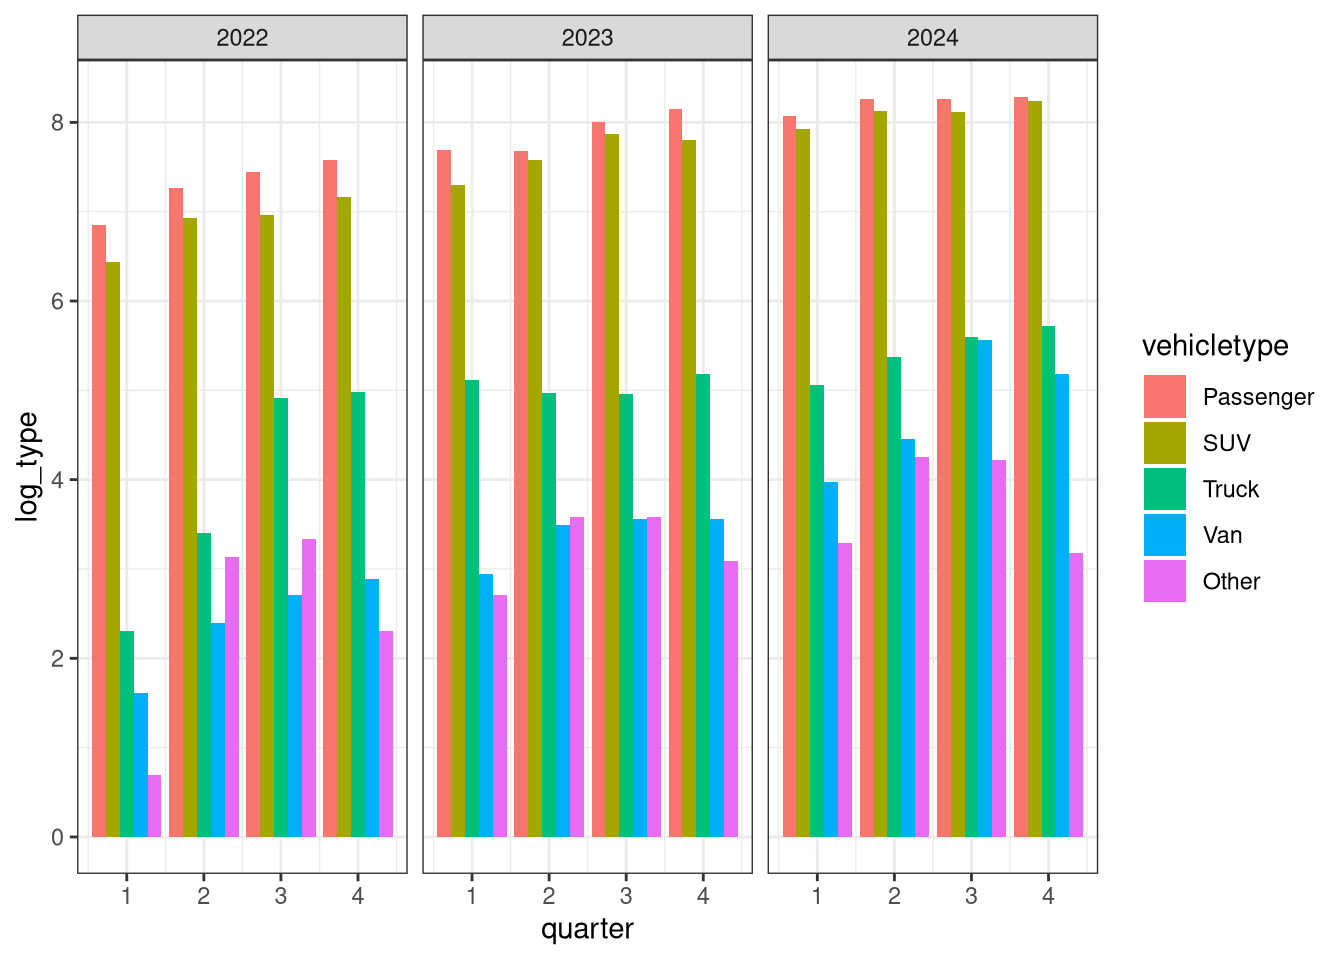 2022 2023 2024
8
6
4
2
0
log_type
1 2 3 4 1 2 3 4 1 2 3 4
quarter
vehicletype
Passenger
SUV
Truck
Van
Other